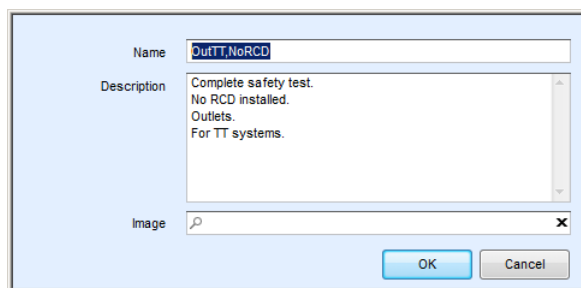 Name
OutTT,NoRCD
Description
Complete safety test.
No RCD installed.
Outlets.
For TT systems.
Image
OK
Cancel